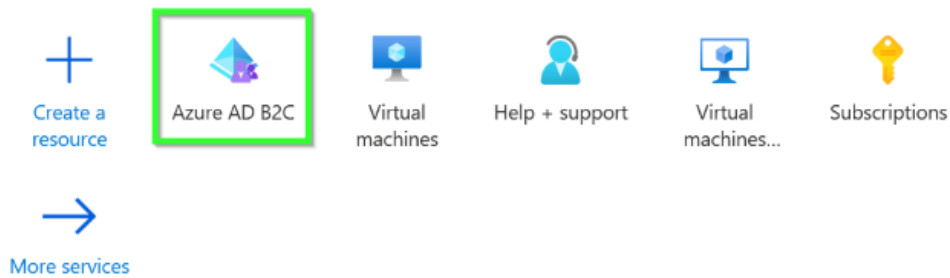 Create a
resource
Azure AD B2C
Virtual
machines
Help + support
Virtual
machines...
Subscriptions
More services